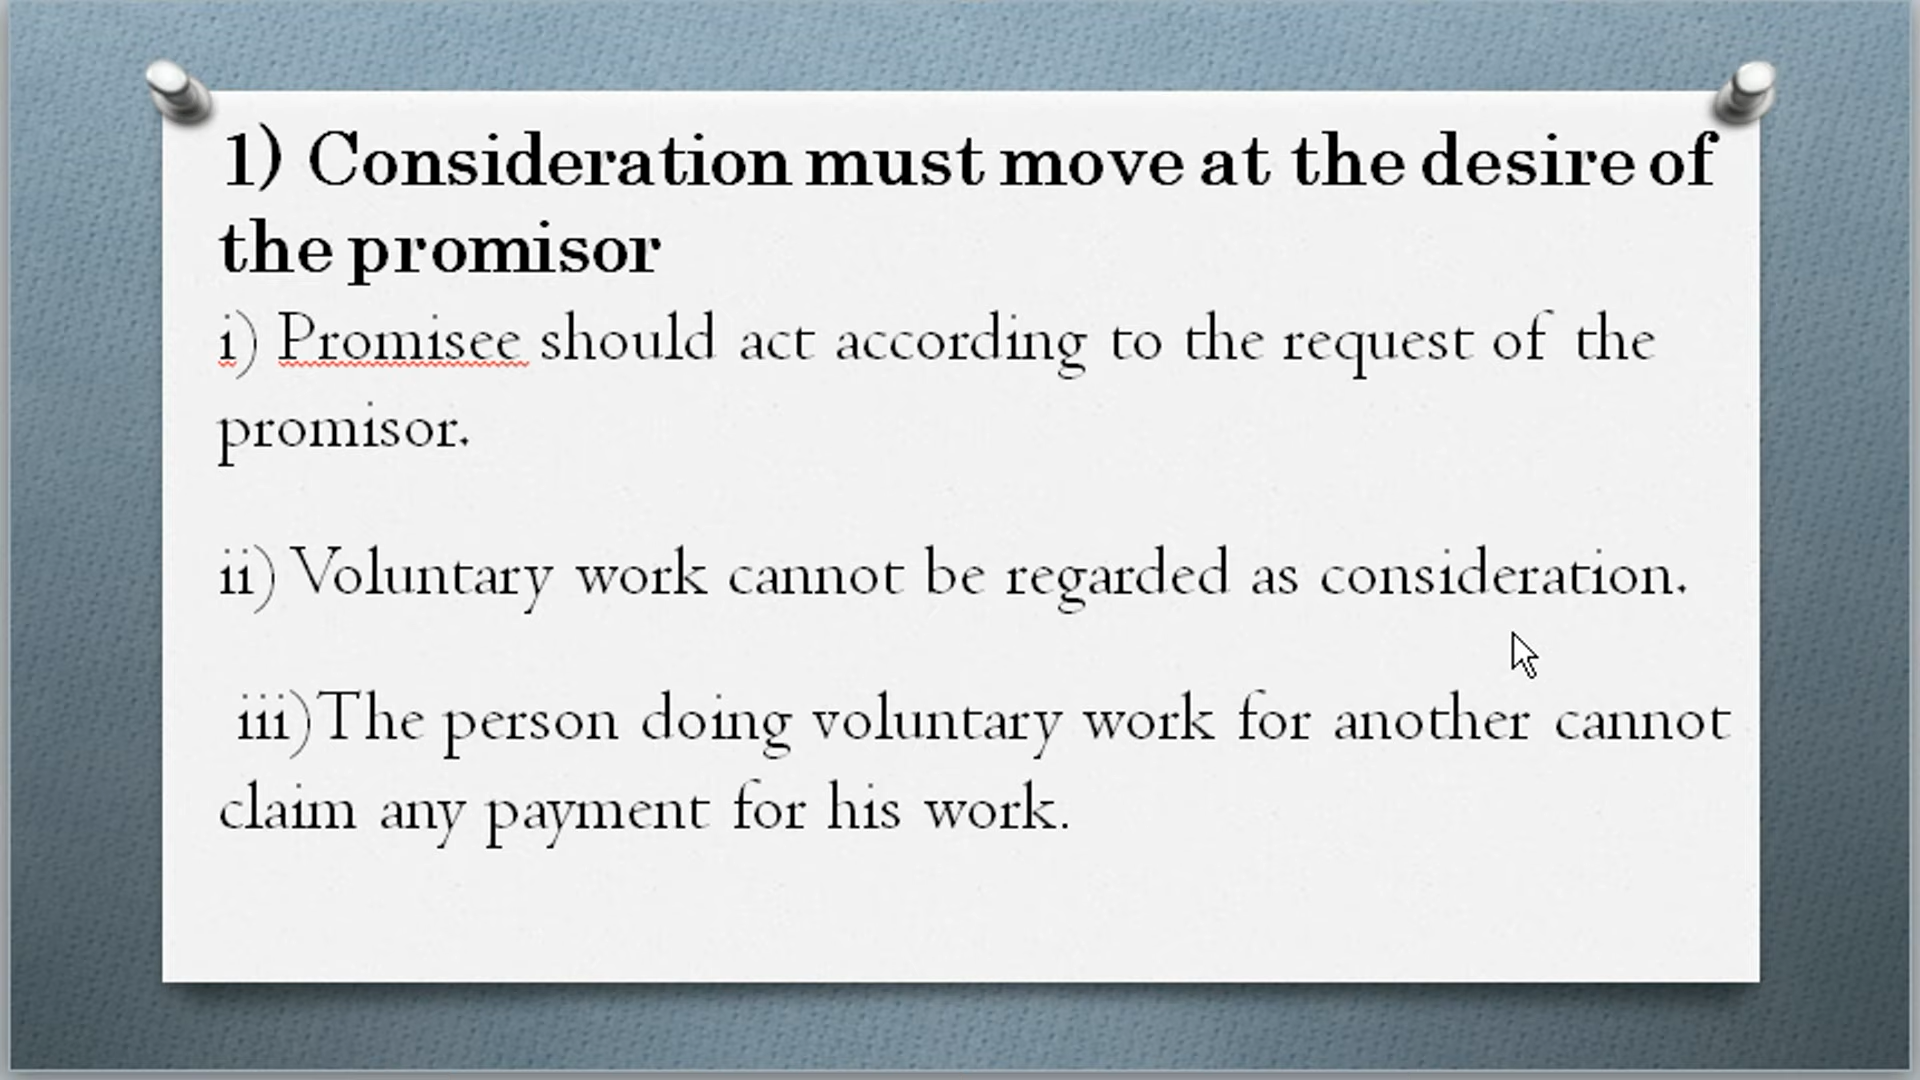 1) Consideration must move at the desire of
the promisor
i) Promisee should act according to the request of the
promisor.
ii) Voluntary work cannot be regarded as consideration.
iii)The person doing voluntary work for another cannot
claim any payment for his work.